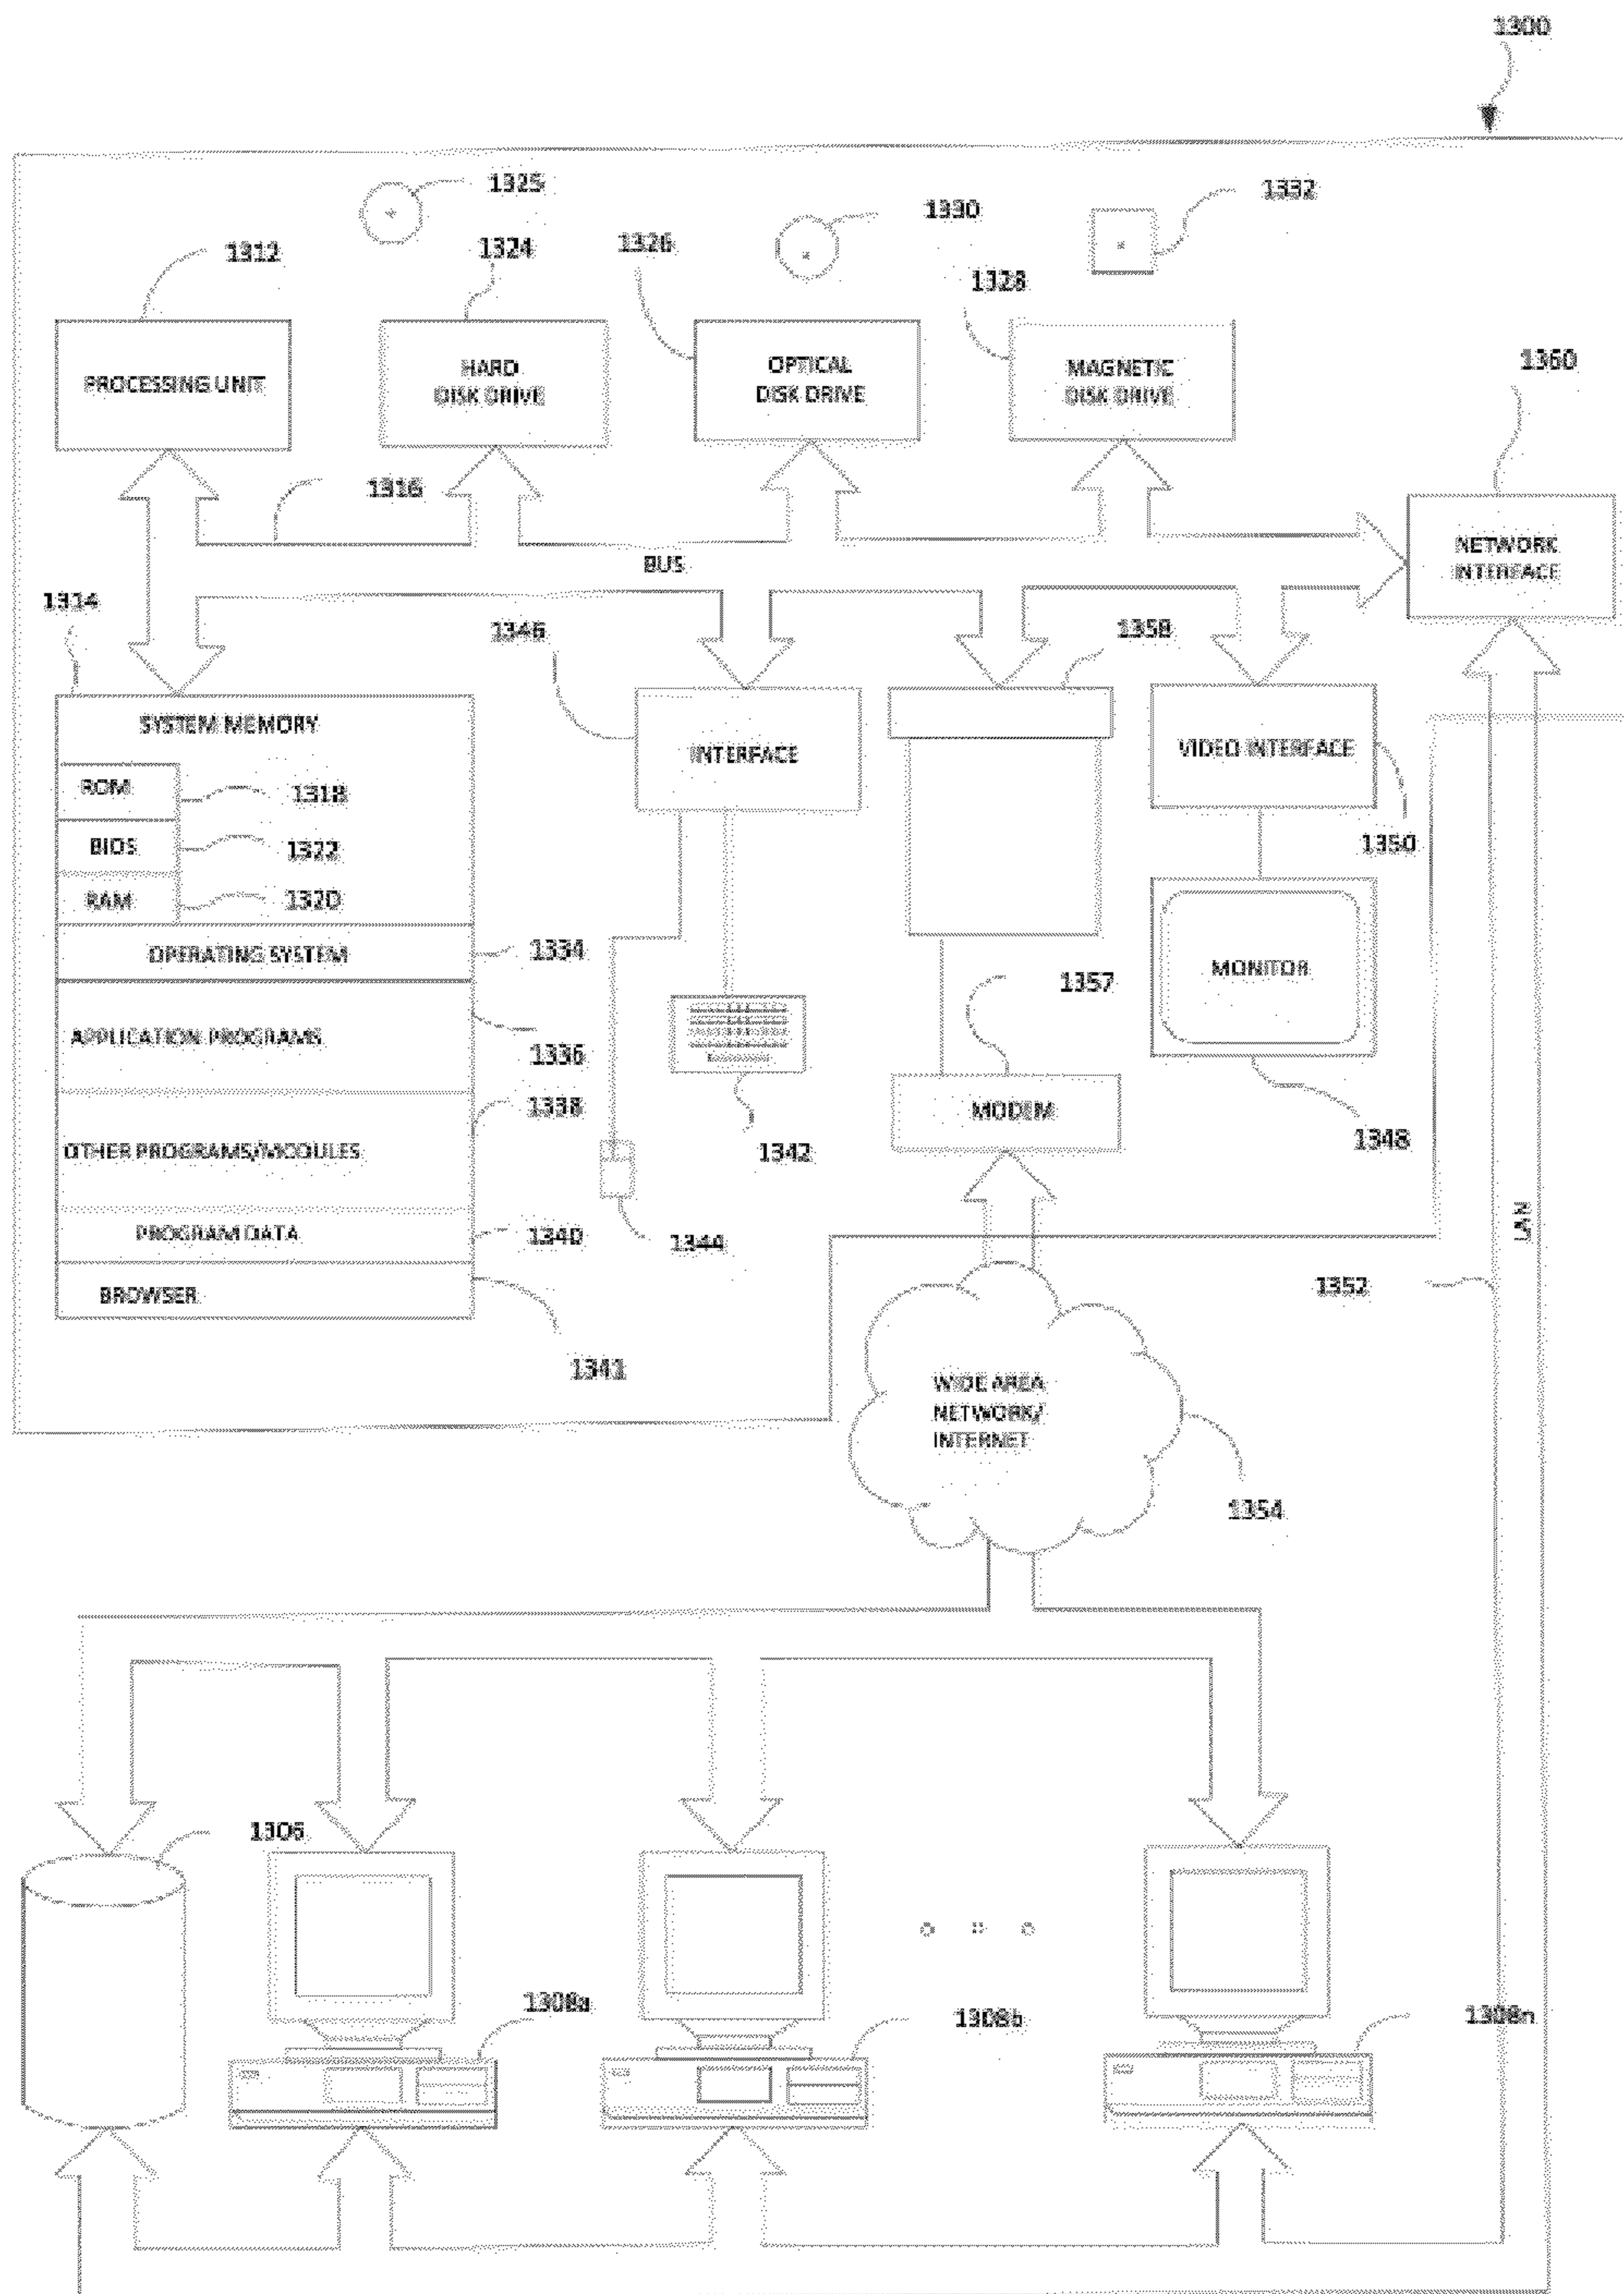 1300
1325
1330
1332
1312
1324
1326
1328
PROCESSING UNIT
HARD
DISK DRIVE
OPTICAL
DISK DRIVE
MAGNETIC
DISK DRIVE
1360
1316
NETWORK
INTERFACE
BUS
1314
1346
1358
SYSTEM MEMORY
INTERFACE
VIDEO INTERFACE
ROM
1318
BIOS
1322
1350
RAM
1320
OPERATING SYSTEM
1334
MONITOR
1357
APPLICATION PROGRAMS
1336
1338
MODEM
OTHER PROGRAMS/MODULES
1342
1348
PROGRAM DATA
1340
1344
LAN
BROWSER
1352
1341
WIDE AREA
NETWORK/
INTERNET
1354
1306
1308a
1308b
1308n